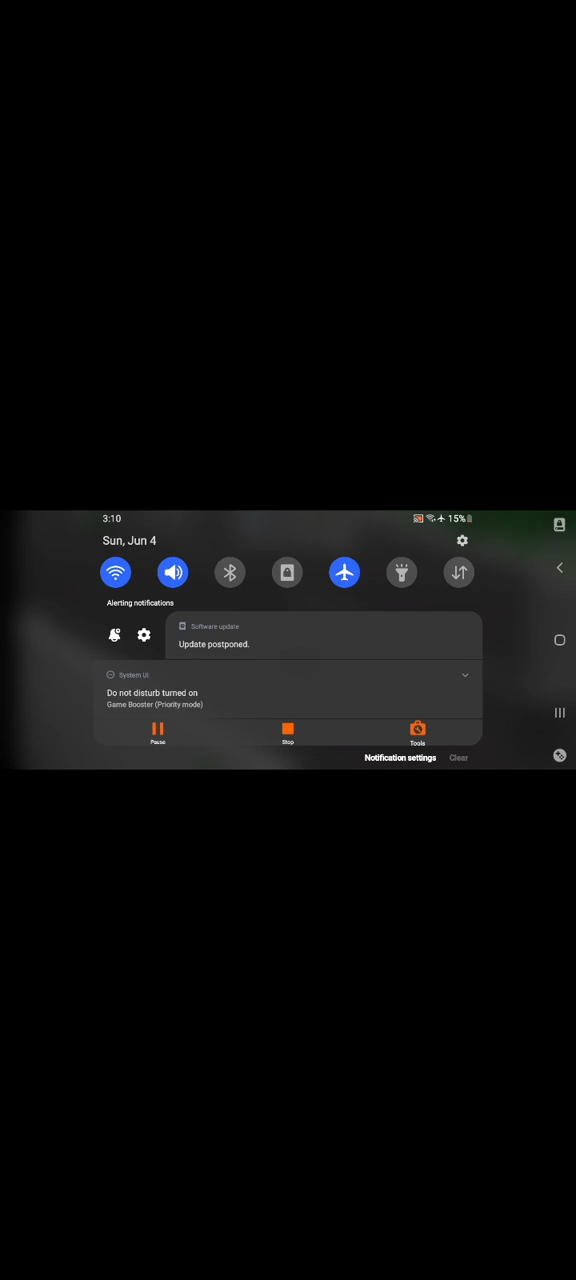 3:10
15%
Sun, Jun 4
Alerting notifications
Software update
Update postponed.
System UI
Do not disturb turned on
Game Booster (Priority mode)
Pause
Stop
Tools
Notification settings
Clear